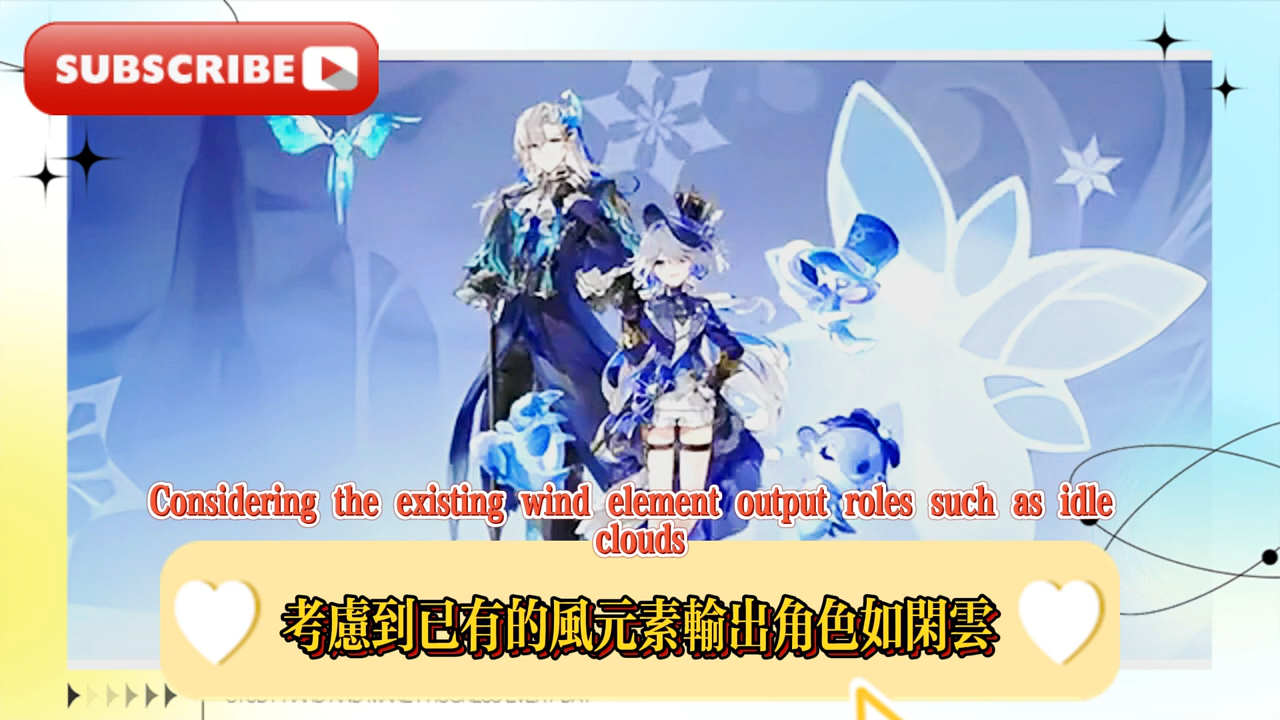 SUBSCRIBE
Considering the existing wind element output roles such as idle
clouds
考慮到已有的風元素輸出角色如閑雲